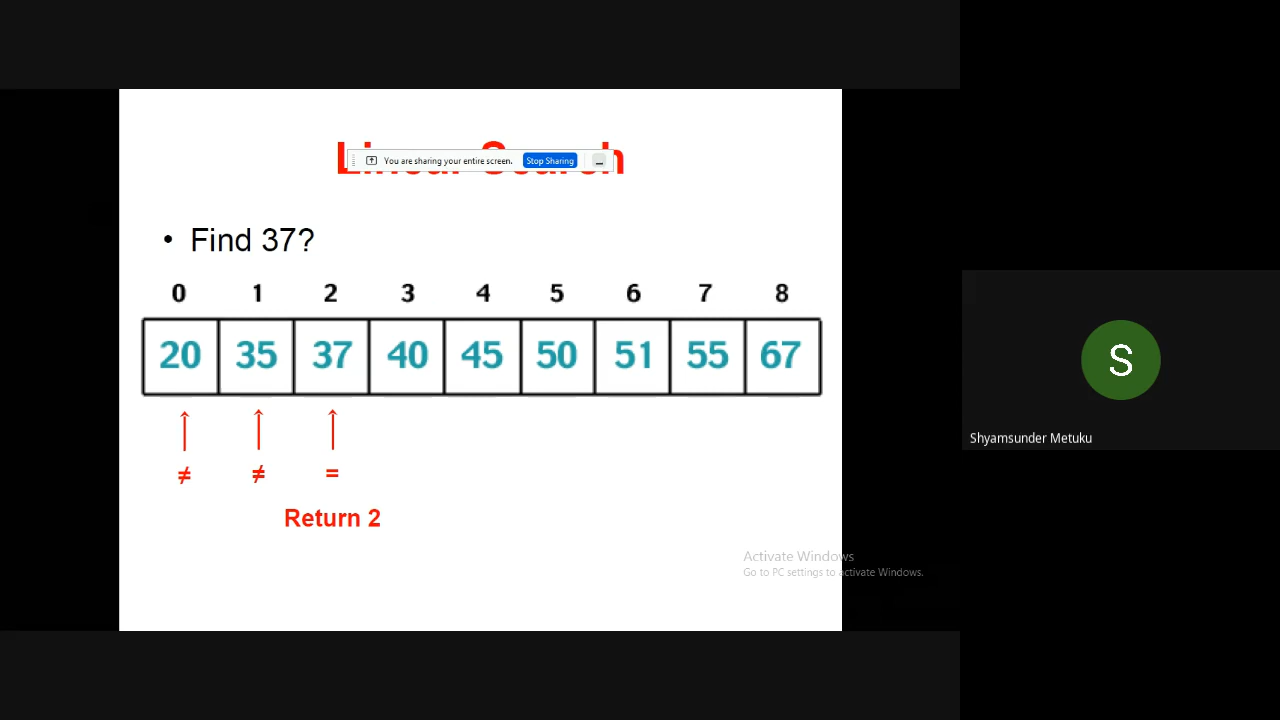 Linear Search
You are sharing your entire screen. Stop Sharing
• Find 37?
0 1 2 3 4 5 6 7 8
20 35 37 40 45 50 51 55 67
≠ ≠ =
Return 2
Activate Windows
Go to PC settings to activate Windows.
S
Shyamsunder Metuku